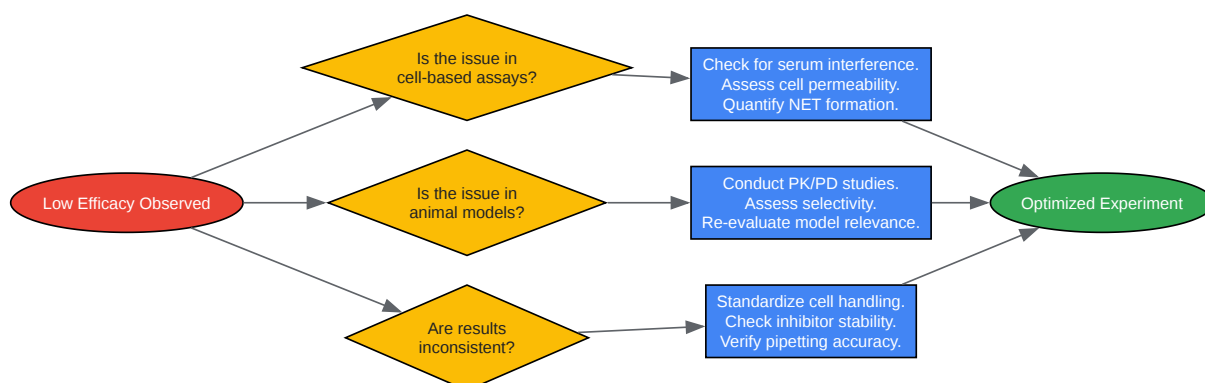 Low Efficacy Observed
Is the issue in
cell-based assays?
Check for serum interference.
Assess cell permeability.
Quantify NET formation.
Is the issue in
animal models?
Conduct PK/PD studies.
Assess selectivity.
Re-evaluate model relevance.
Are results
inconsistent?
Standardize cell handling.
Check inhibitor stability.
Verify pipetting accuracy.
Optimized Experiment